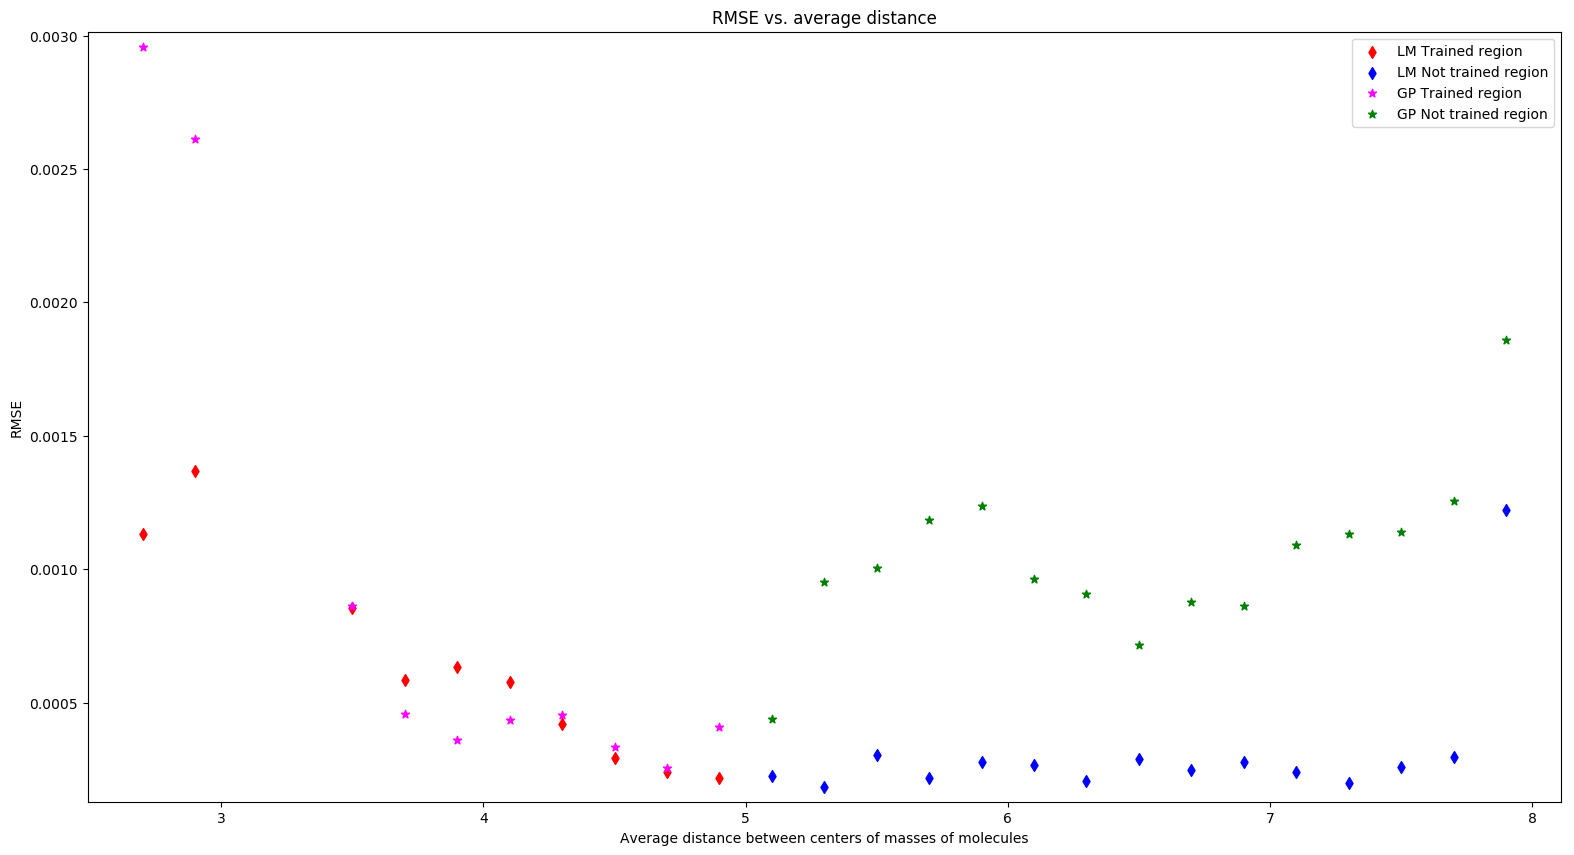 RMSE vs. average distance
LM Trained region
LM Not trained region
GP Trained region
GP Not trained region
RMSE
0.0030
0.0025
0.0020
0.0015
0.0010
0.0005
3 4 5 6 7 8
Average distance between centers of masses of molecules